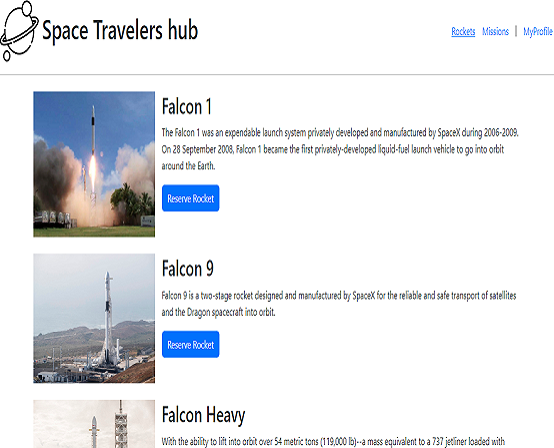 Space Travelers hub
Rockets Missions | MyProfile
Falcon 1
The Falcon 1 was an expendable launch system privately developed and manufactured by SpaceX during 2006-2009.
On 28 September 2008, Falcon 1 became the first privately-developed liquid-fuel launch vehicle to go into orbit
around the Earth.
Reserve Rocket
Falcon 9
Falcon 9 is a two-stage rocket designed and manufactured by SpaceX for the reliable and safe transport of satellites
and the Dragon spacecraft into orbit.
Reserve Rocket
Falcon Heavy
With the ability to lift into orbit over 54 metric tons (119,000 lb)--a mass equivalent to a 737 jetliner loaded with